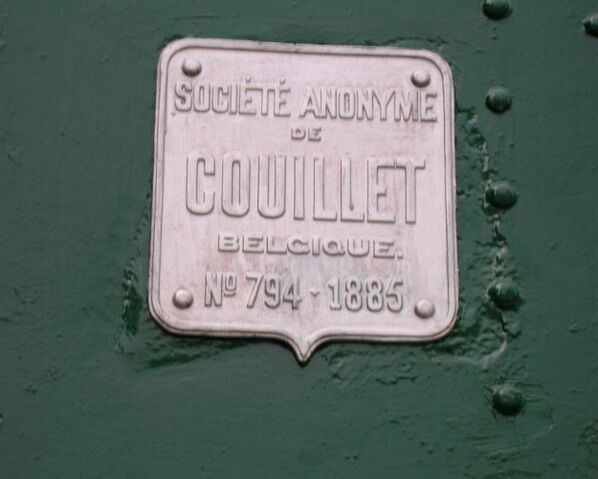 SOCIÉTÉ ANONYME
DE
COUILLET
BELGIQUE.
Nº 794-1885